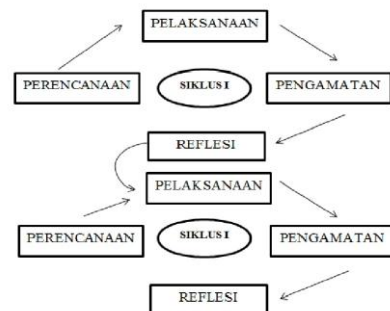 PELAKSANAAN
PERENCANAAN
SIKLUS I
PENGAMATAN
REFLESI
PELAKSANAAN
PERENCANAAN
SIKLUS I
PENGAMATAN
REFLESI